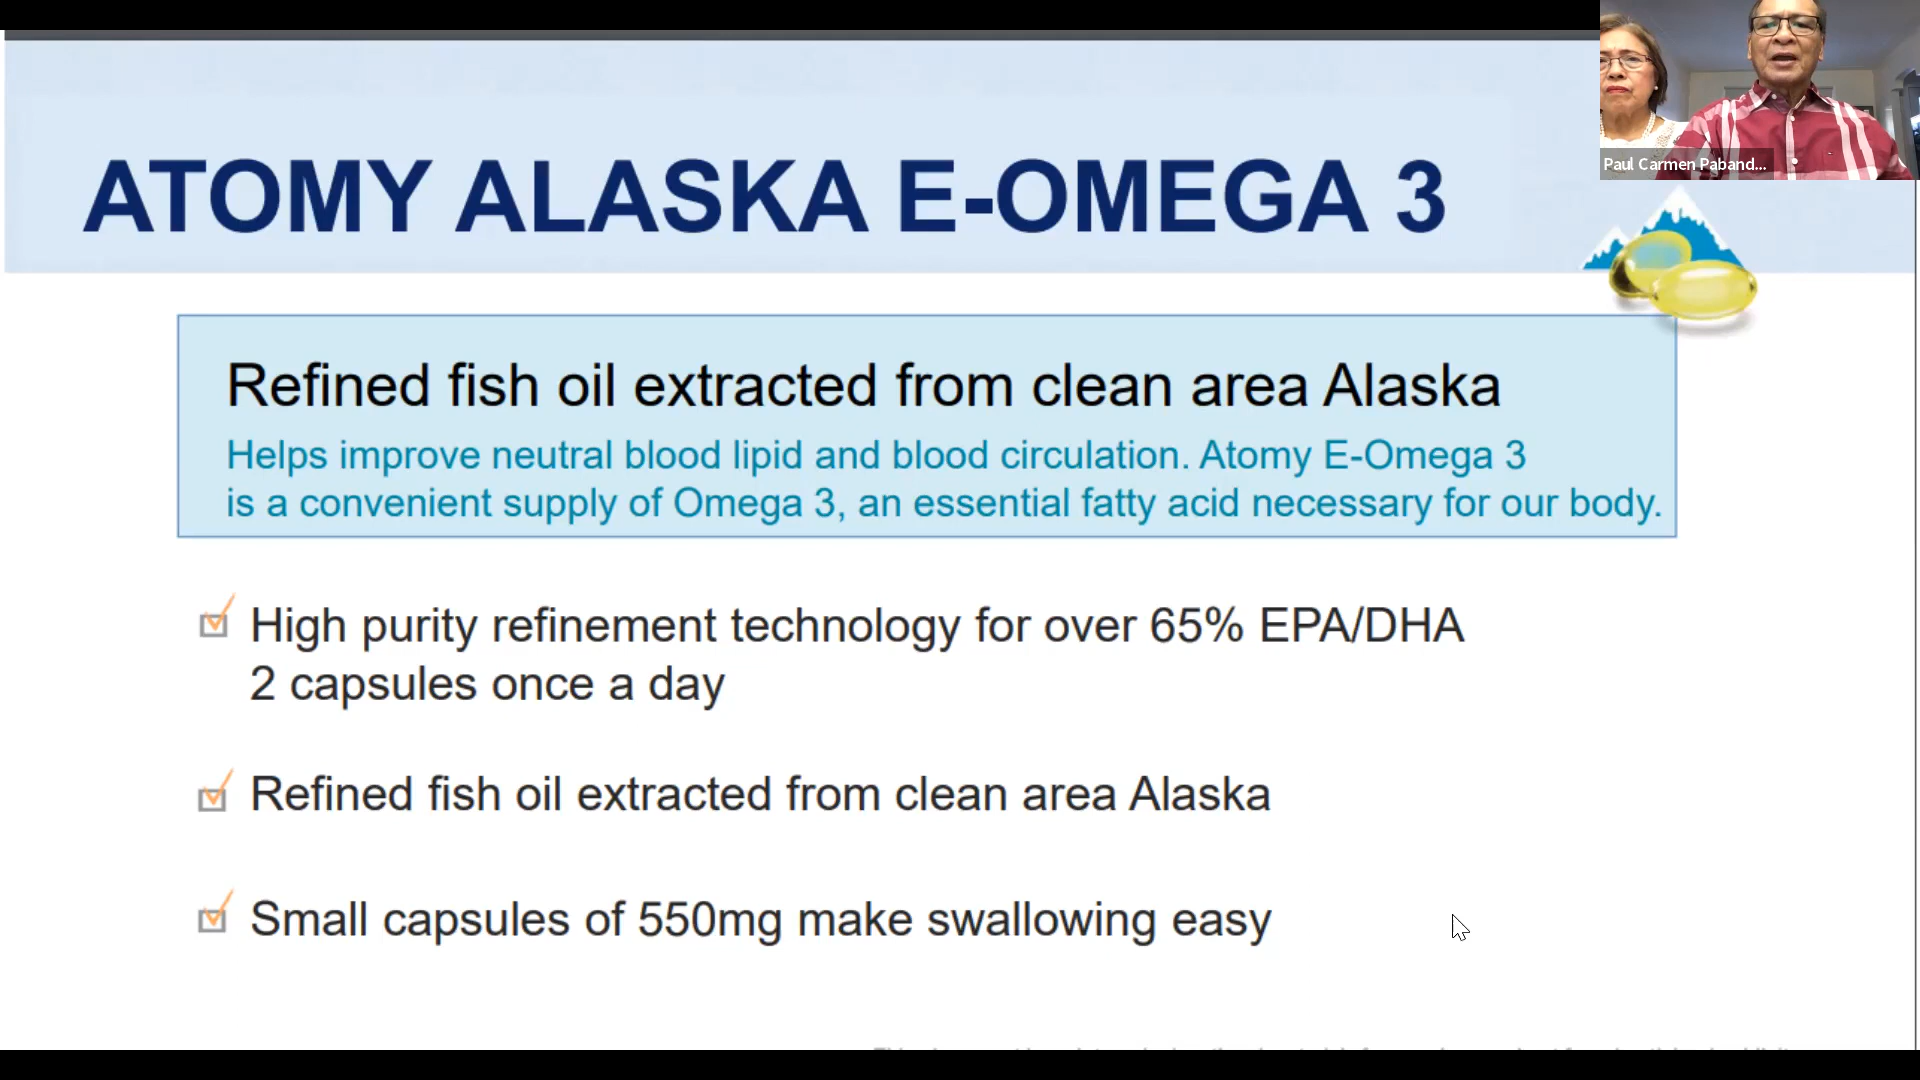 ATOMY ALASKA E-OMEGA 3
Paul Carmen Paband...
Refined fish oil extracted from clean area Alaska
Helps improve neutral blood lipid and blood circulation. Atomy E-Omega 3
is a convenient supply of Omega 3, an essential fatty acid necessary for our body.
High purity refinement technology for over 65% EPA/DHA
2 capsules once a day
Refined fish oil extracted from clean area Alaska
Small capsules of 550mg make swallowing easy